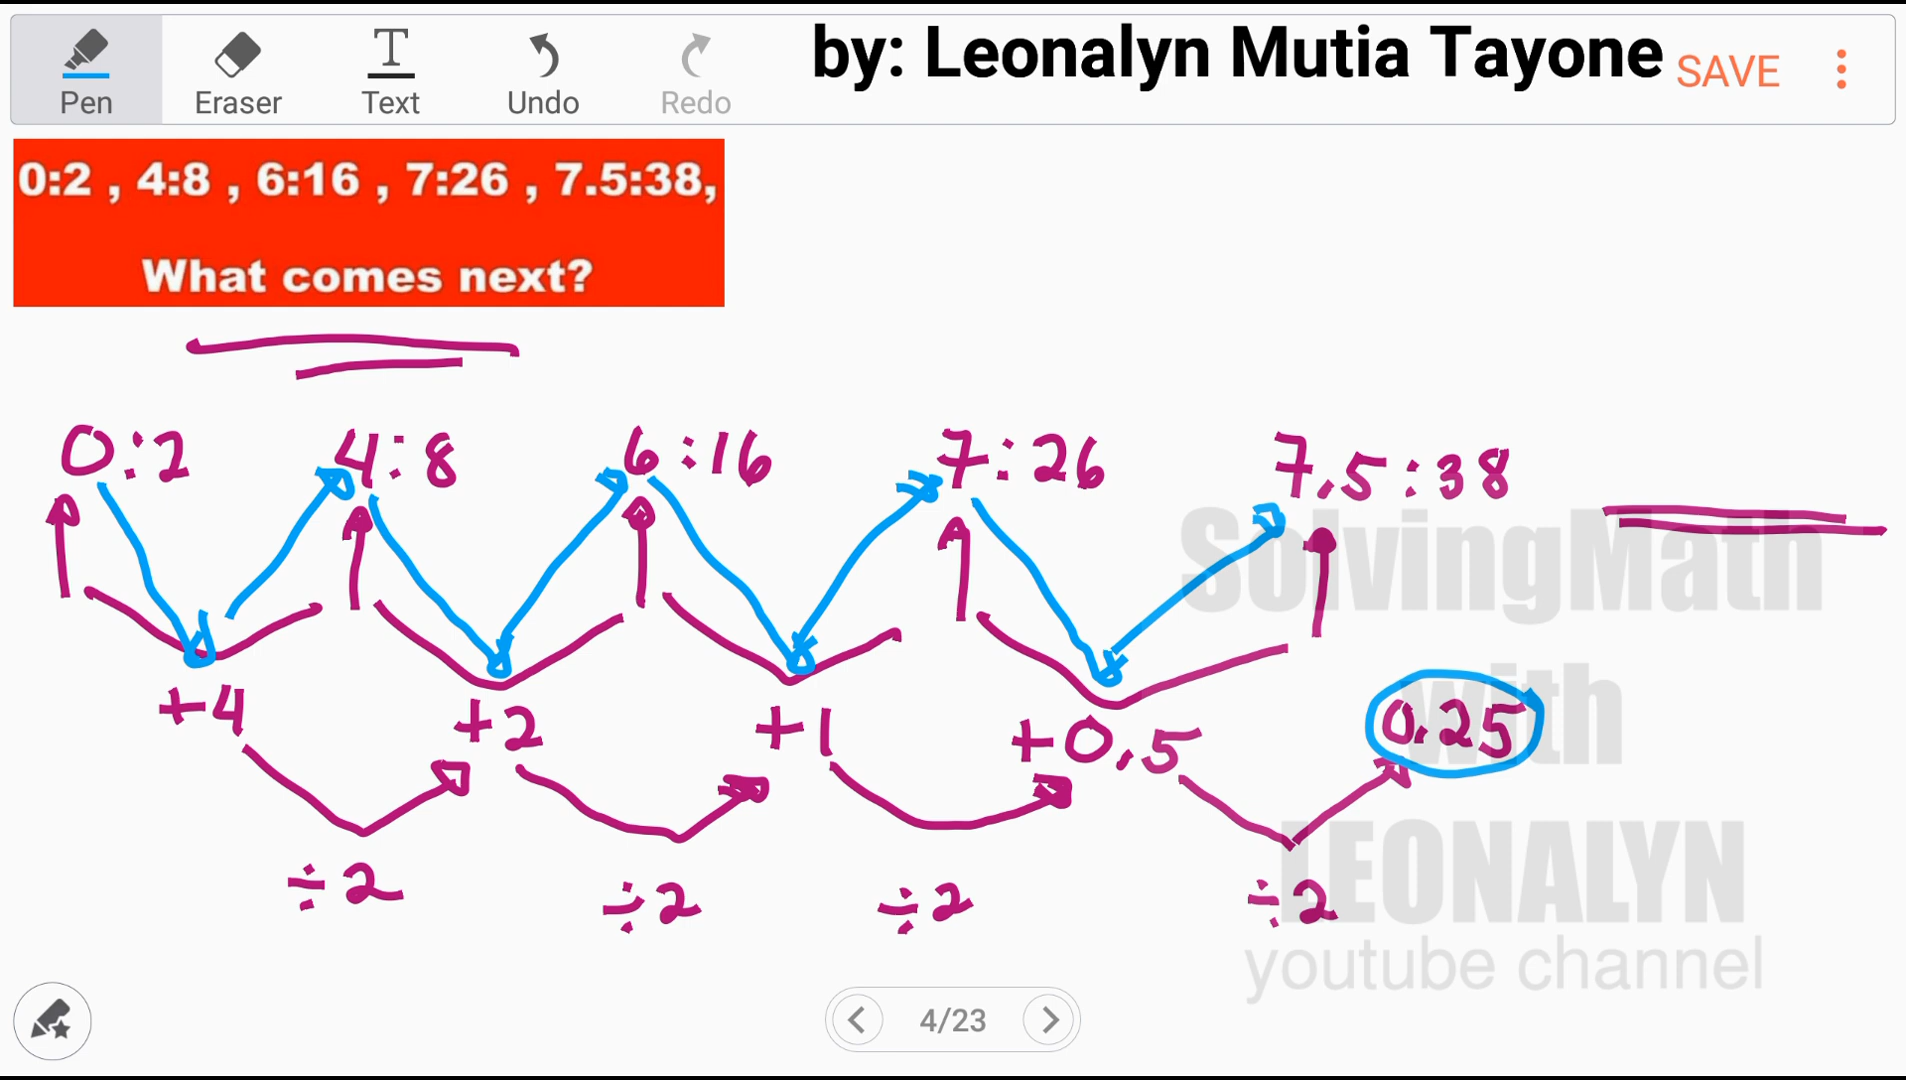 by: Leonalyn Mutia Tayone
SAVE
Pen Eraser Text Undo Redo
0:2 , 4:8 , 6:16 , 7:26 , 7.5:38,
What comes next?
0:2 4:8 6:16 7:26 7.5:38
SolvingMath
with
+4 +2 +1 +0.5 0.25
LEONALYN
÷2 ÷2 ÷2 ÷2
youtube channel
4/23